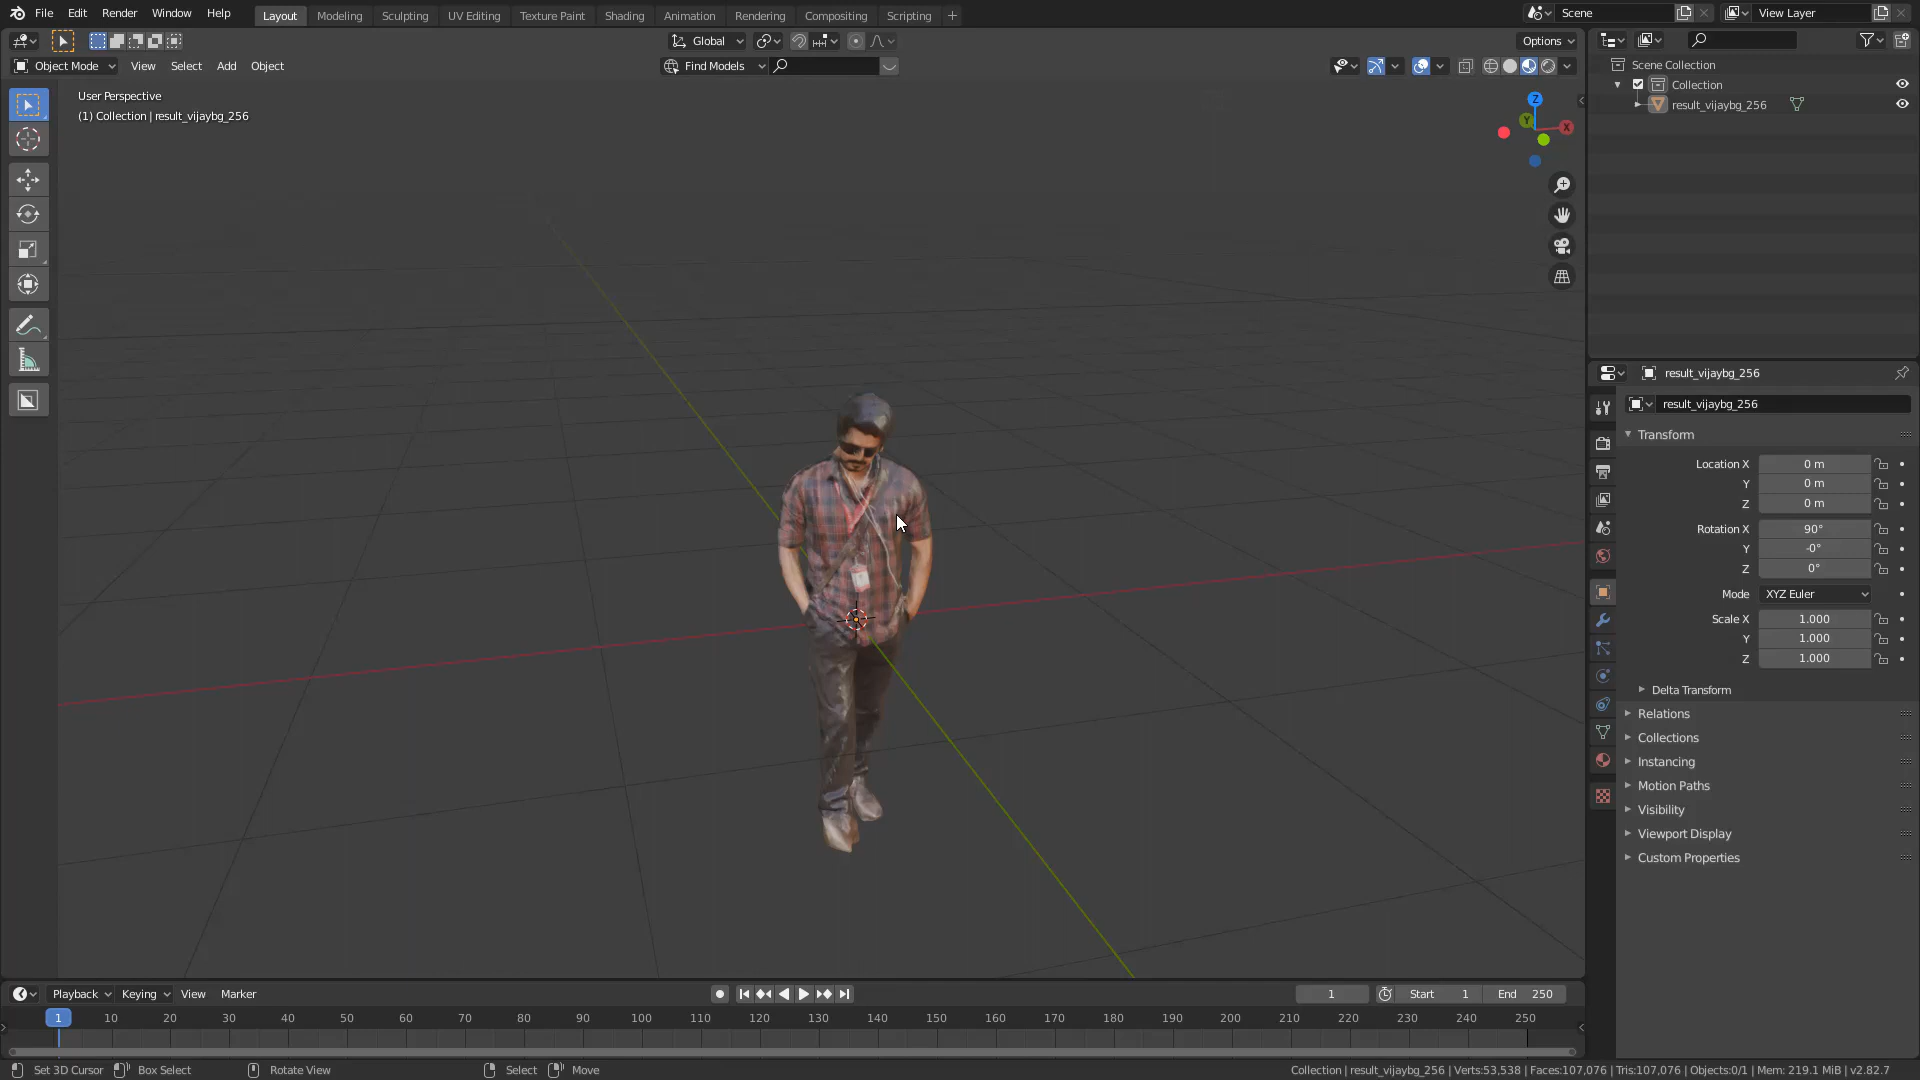 File Edit Render Window Help Layout Modeling Sculpting UV Editing Texture Paint Shading Animation Rendering Compositing Scripting + Scene View Layer
Global Options
Object Mode View Select Add Object Find Models
User Perspective
(1) Collection | result_vijaybg_256
Z
Y
X
Scene Collection
Collection
result_vijaybg_256
result_vijaybg_256
result_vijaybg_256
Transform
Location X 0 m
Y 0 m
Z 0 m
Rotation X 90°
Y -0°
Z 0°
Mode XYZ Euler
Scale X 1.000
Y 1.000
Z 1.000
Delta Transform
Relations
Collections
Instancing
Motion Paths
Visibility
Viewport Display
Custom Properties
Playback Keying View Marker 1 Start 1 End 250
1 10 20 30 40 50 60 70 80 90 100 110 120 130 140 150 160 170 180 190 200 210 220 230 240 250
Set 3D Cursor Box Select Rotate View Select Move Collection | result_vijaybg_256 | Verts:53,538 | Faces:107,076 | Tris:107,076 | Objects:0/1 | Mem: 219.1 MiB | v2.82.7